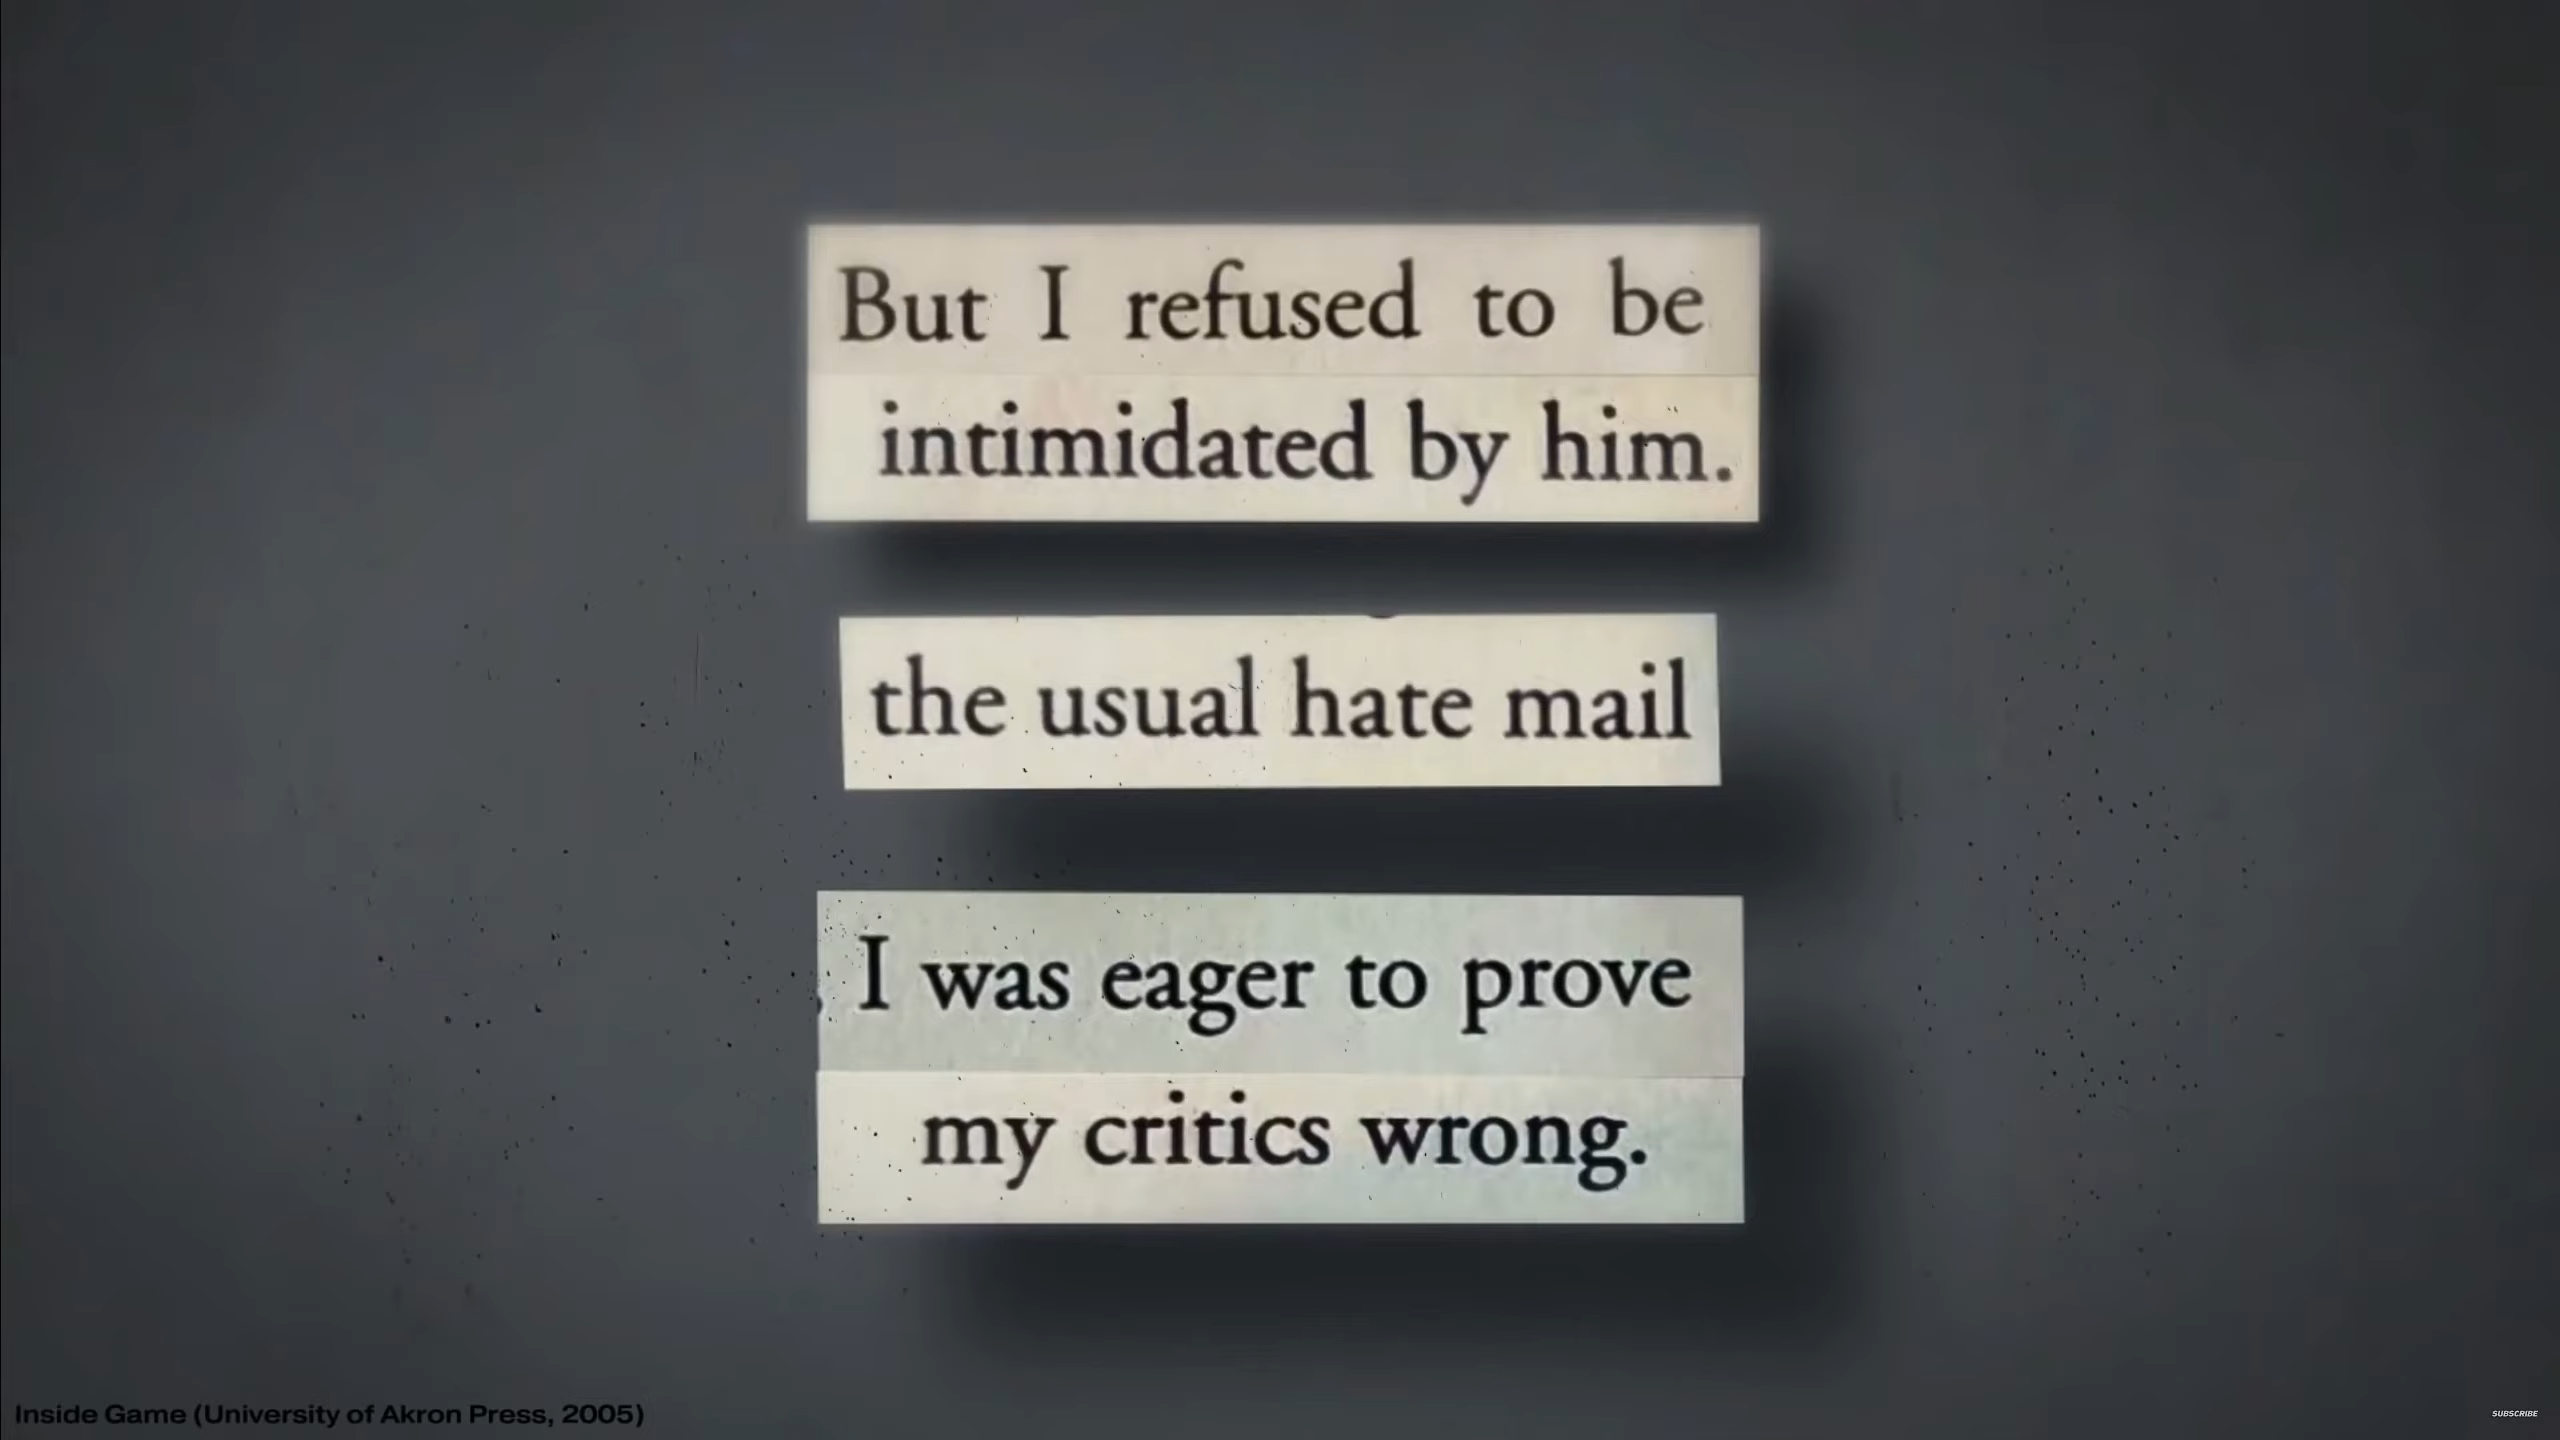 But I refused to be
intimidated by him.
the usual hate mail
I was eager to prove
my critics wrong.
Inside Game (University of Akron Press, 2005)
SUBSCRIBE